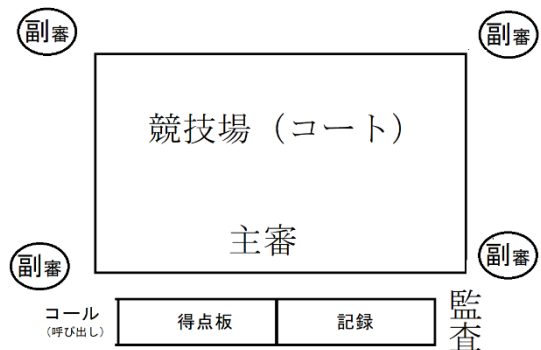 副審
副審
競技場（コート）
主審
副審
副審
コール
（呼び出し）
得点板
記録
監査